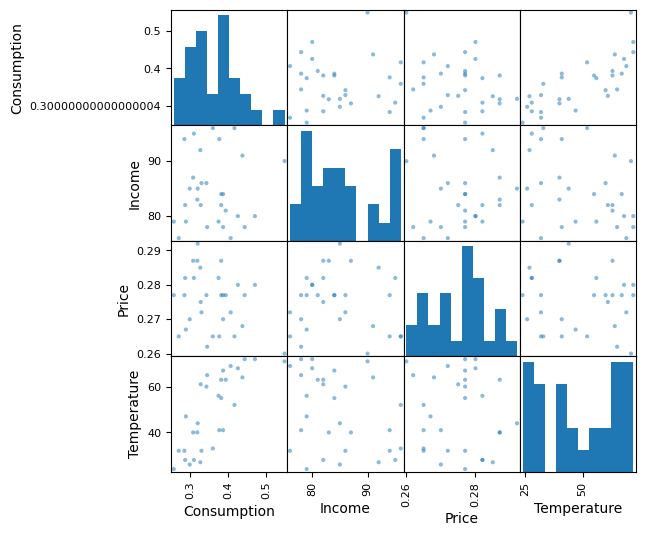 0.5
0.4
0.30000000000000004
Consumption
90
80
Income
0.29
0.28
0.27
0.26
Price
60
40
Temperature
0.3
0.4
0.5
Consumption
80
90
Income
0.26
0.28
Price
25
50
Temperature